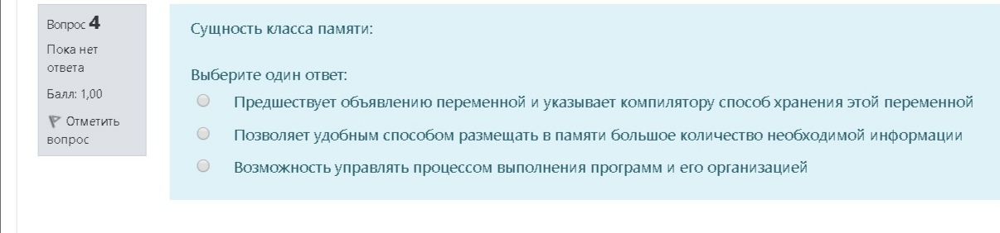 Вопрос 4
Пока нет
ответа
Балл: 1,00
Отметить
вопрос
Сущность класса памяти:
Выберите один ответ:
Предшествует объявлению переменной и указывает компилятору способ хранения этой переменной
Позволяет удобным способом размещать в памяти большое количество необходимой информации
Возможность управлять процессом выполнения программ и его организацией